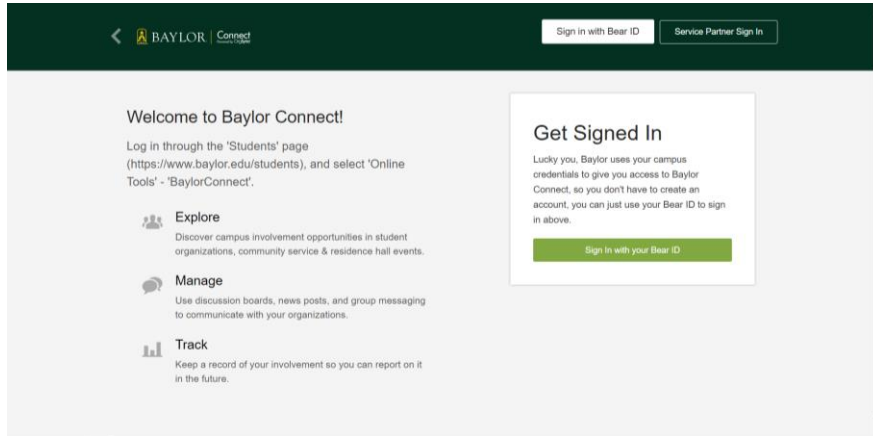 BAYLOR | Connect
Sign in with Bear ID
Service Partner Sign In
Welcome to Baylor Connect!
Log in through the 'Students' page
(https://www.baylor.edu/students), and select 'Online
Tools' - 'BaylorConnect'.
Explore
Discover campus involvement opportunities in student
organizations, community service & residence hall events.
Manage
Use discussion boards, news posts, and group messaging
to communicate with your organizations.
Track
Keep a record of your involvement so you can report on it
in the future.
Get Signed In
Lucky you, Baylor uses your campus
credentials to give you access to Baylor
Connect, so you don't have to create an
account, you can just use your Bear ID to sign
in above.
Sign In with your Bear ID